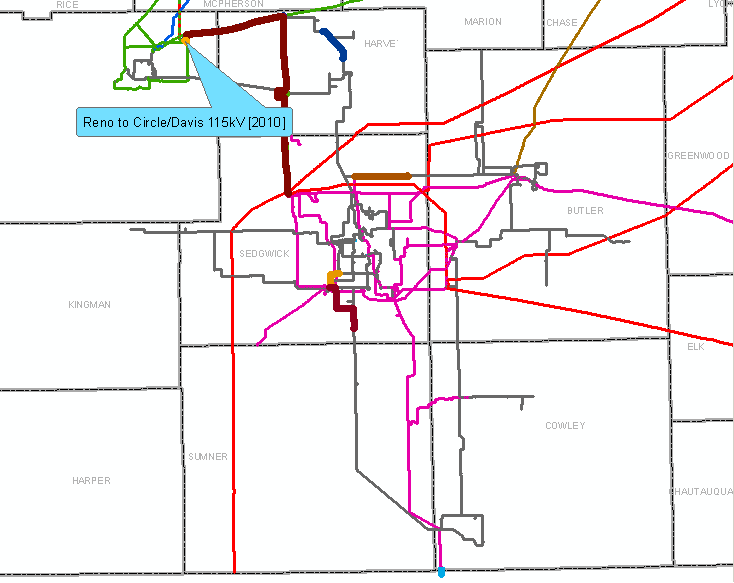 RICE
MCPHERSON
MARION
CHASE
LYO
HARVE
Reno to Circle/Davis 115kV [2010]
GREENWOOD
BUTLER
SEDGWICK
KINGMAN
ELK
COWLEY
SUMNER
HARPER
HAUTAUQUA